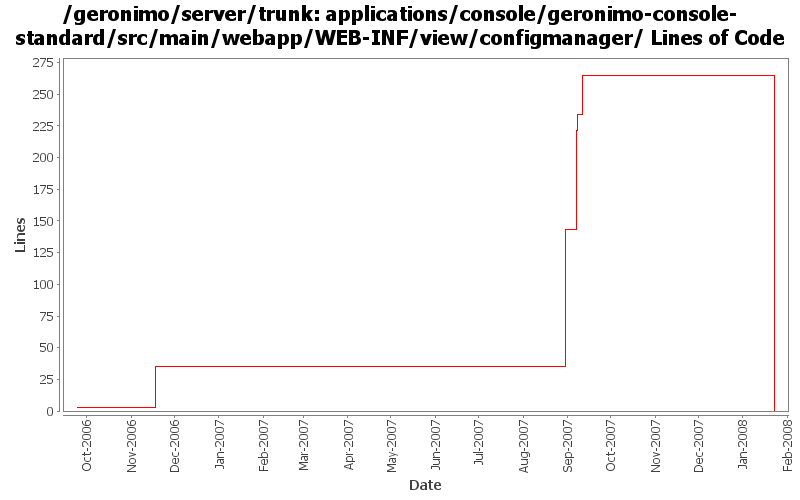 /geronimo/server/trunk: applications/console/geronimo-console-
standard/src/main/webapp/WEB-INF/view/configmanager/ Lines of Code
275
250
225
200
175
150
125
100
75
50
25
0
Lines
Oct-2006
Nov-2006
Dec-2006
Jan-2007
Feb-2007
Mar-2007
Apr-2007
May-2007
Jun-2007
Jul-2007
Aug-2007
Sep-2007
Oct-2007
Nov-2007
Dec-2007
Jan-2008
Feb-2008
Date